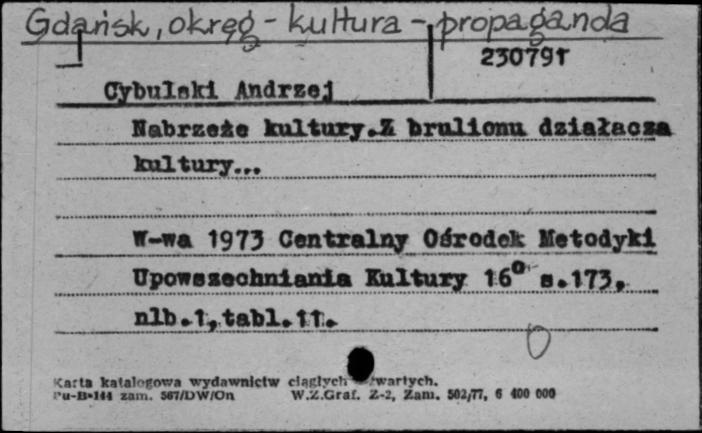 Gdańsk, okręg - kultura - propaganda
230791
Cybulski Andrzej
Nabrzeże kultury.Z brulionu działacza
kultury...
W-wa 1973 Centralny Ośrodek Metodyki
Upowszechniania Kultury 16° s.173,
nlb.1,tabl.11.
Karta katalogowa wydawnictw ciągłych zwartych.
Pu-B-144 zam. 567/DW/On W.Z.Graf. Z-2, Zam. 502/77, 6 400 000